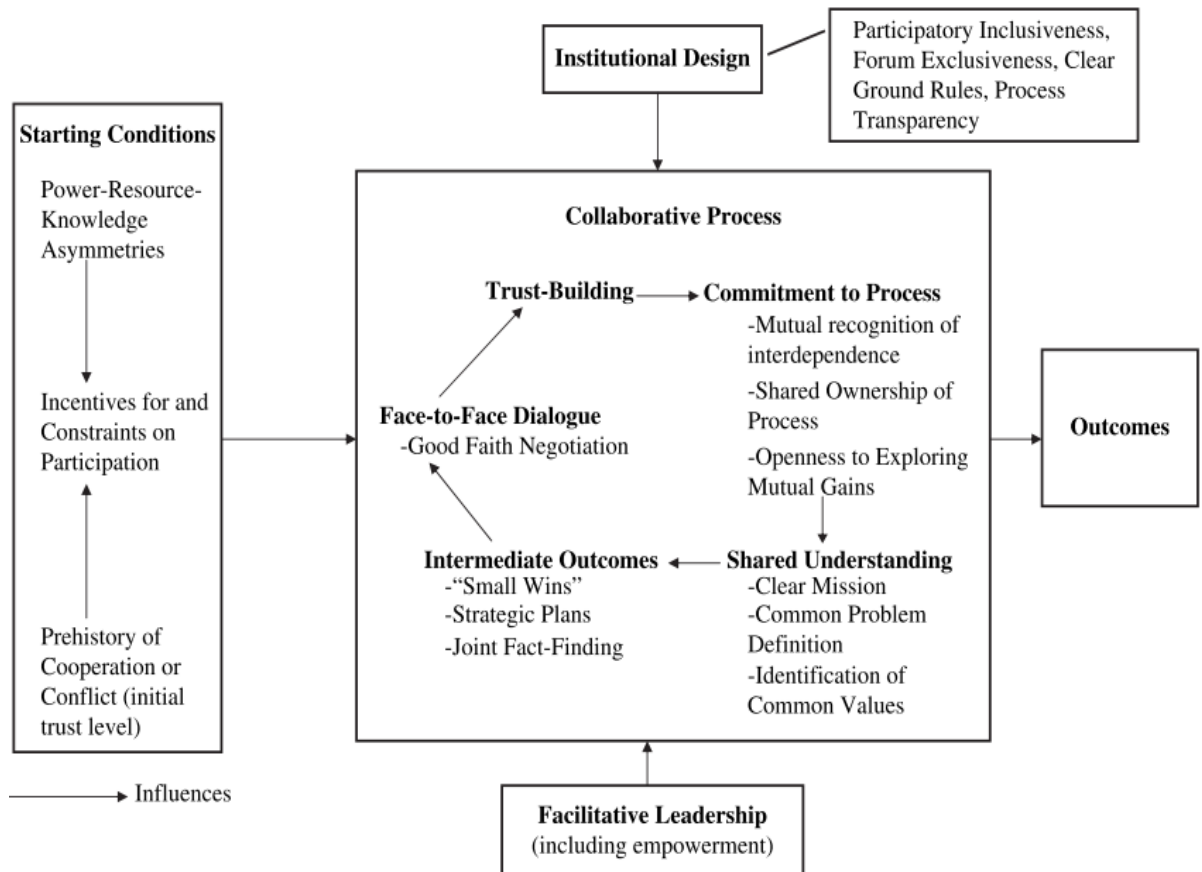 Institutional Design
Participatory Inclusiveness,
Forum Exclusiveness, Clear
Ground Rules, Process
Transparency
Starting Conditions
Power-Resource-
Knowledge
Asymmetries
Incentives for and
Constraints on
Participation
Prehistory of
Cooperation or
Conflict (initial
trust level)
Collaborative Process
Trust-Building
Commitment to Process
-Mutual recognition of
interdependence
-Shared Ownership of
Process
-Openness to Exploring
Mutual Gains
Face-to-Face Dialogue
-Good Faith Negotiation
Intermediate Outcomes
-“Small Wins”
-Strategic Plans
-Joint Fact-Finding
Shared Understanding
-Clear Mission
-Common Problem
Definition
-Identification of
Common Values
Outcomes
Influences
Facilitative Leadership
(including empowerment)